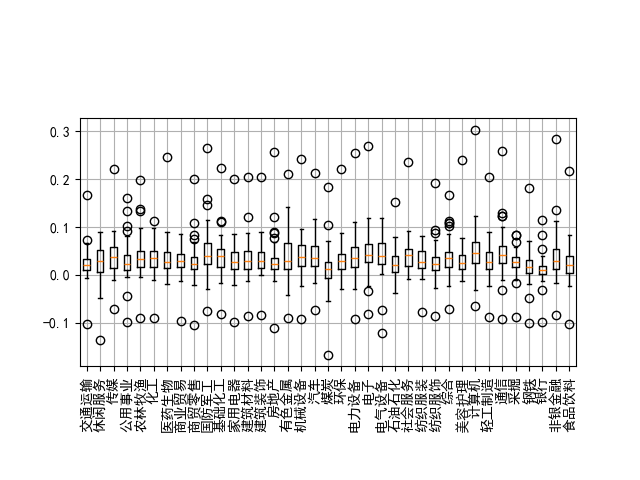 0.3
0.2
0.1
0.0
−0.1
交通运输
休闲服务
传媒
公用事业
农林牧渔
化工
医药生物
商业贸易
商贸零售
国防军工
基础化工
家用电器
建筑材料
建筑装饰
房地产
有色金属
机械设备
汽车
煤炭
环保
电力设备
电子
电气设备
石油石化
社会服务
纺织服装
纺织服饰
综合
美容护理
计算机
轻工制造
通信
采掘
钢铁
银行
非银金融
食品饮料